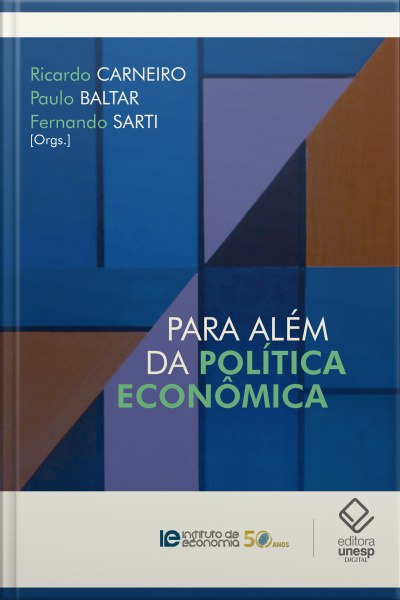 Ricardo CARNEIRO
Paulo BALTAR
Fernando SARTI
[Orgs.]
PARA ALÉM
DA POLÍTICA
ECONÔMICA
ie instituto de
economia 50 ANOS
editora
unesp
DIGITAL